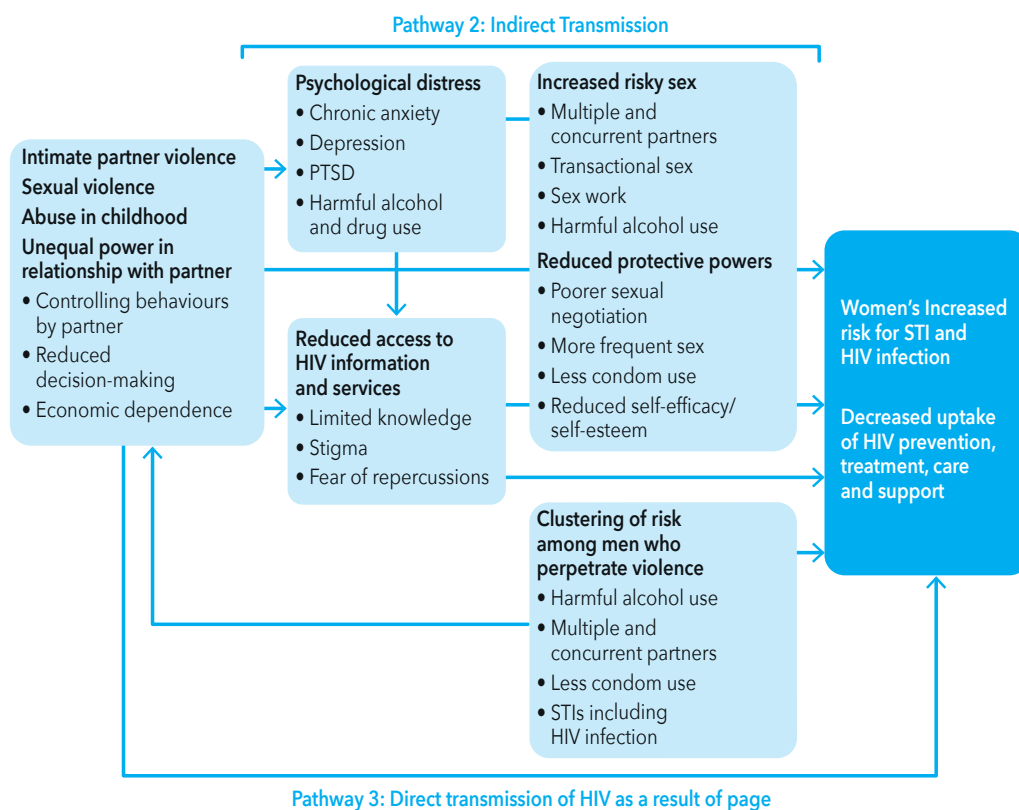 Pathway 2: Indirect Transmission
Intimate partner violence
Sexual violence
Abuse in childhood
Unequal power in
relationship with partner
• Controlling behaviours
by partner
• Reduced
decision-making
• Economic dependence
Psychological distress
• Chronic anxiety
• Depression
• PTSD
• Harmful alcohol
and drug use
Reduced access to
HIV information
and services
• Limited knowledge
• Stigma
• Fear of repercussions
Increased risky sex
• Multiple and
concurrent partners
• Transactional sex
• Sex work
• Harmful alcohol use
Reduced protective powers
• Poorer sexual
negotiation
• More frequent sex
• Less condom use
• Reduced self-efficacy/
self-esteem
Clustering of risk
among men who
perpetrate violence
• Harmful alcohol use
• Multiple and
concurrent partners
• Less condom use
• STIs including
HIV infection
Women's Increased
risk for STI and
HIV infection
Decreased uptake
of HIV prevention,
treatment, care
and support
Pathway 3: Direct transmission of HIV as a result of page